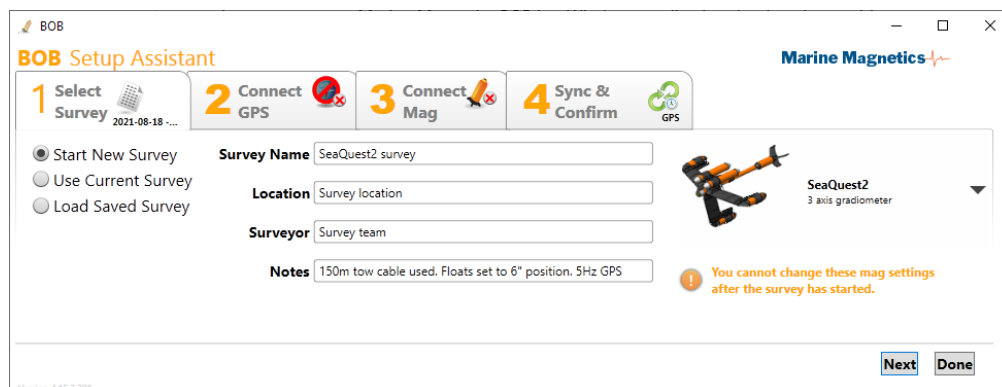 BOB
BOB Setup Assistant
Marine Magnetics
1 Select Survey 2021-08-18 -...
2 Connect GPS
3 Connect Mag
4 Sync & Confirm GPS
Start New Survey
Use Current Survey
Load Saved Survey
Survey Name SeaQuest2 survey
Location Survey location
Surveyor Survey team
Notes 150m tow cable used. Floats set to 6" position. 5Hz GPS
SeaQuest2
3 axis gradiometer
You cannot change these mag settings
after the survey has started.
Next Done